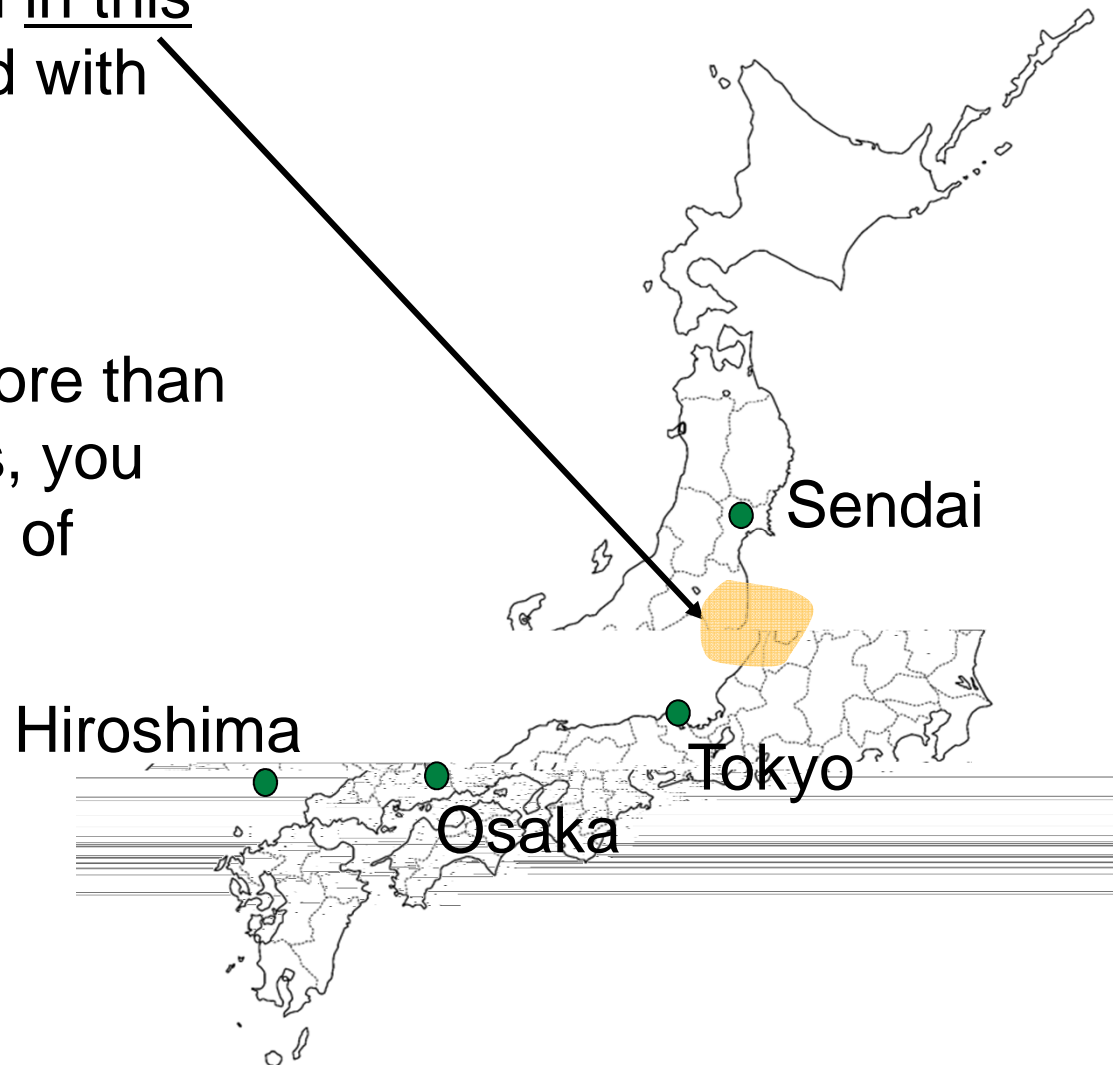 in this
d with
ore than
s, you
of
Sendai
Hiroshima
Tokyo
Osaka